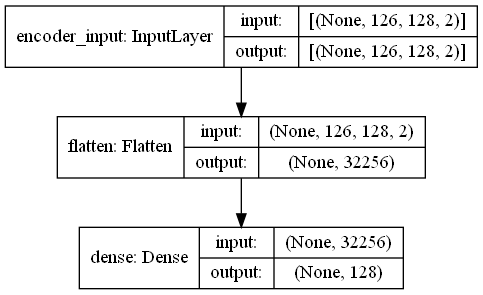 encoder_input: InputLayer
input:
[(None, 126, 128, 2)]
output:
[(None, 126, 128, 2)]
flatten: Flatten
input:
(None, 126, 128, 2)
output:
(None, 32256)
dense: Dense
input:
(None, 32256)
output:
(None, 128)